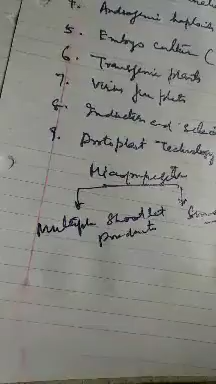 4. Androgenic haploids
5. Embryo culture (
6. Transgenic plants
7. Virus free plants
8. Induction and selec
9. Protoplast Technology
Micropropagation
Multiple Shootlet
Products